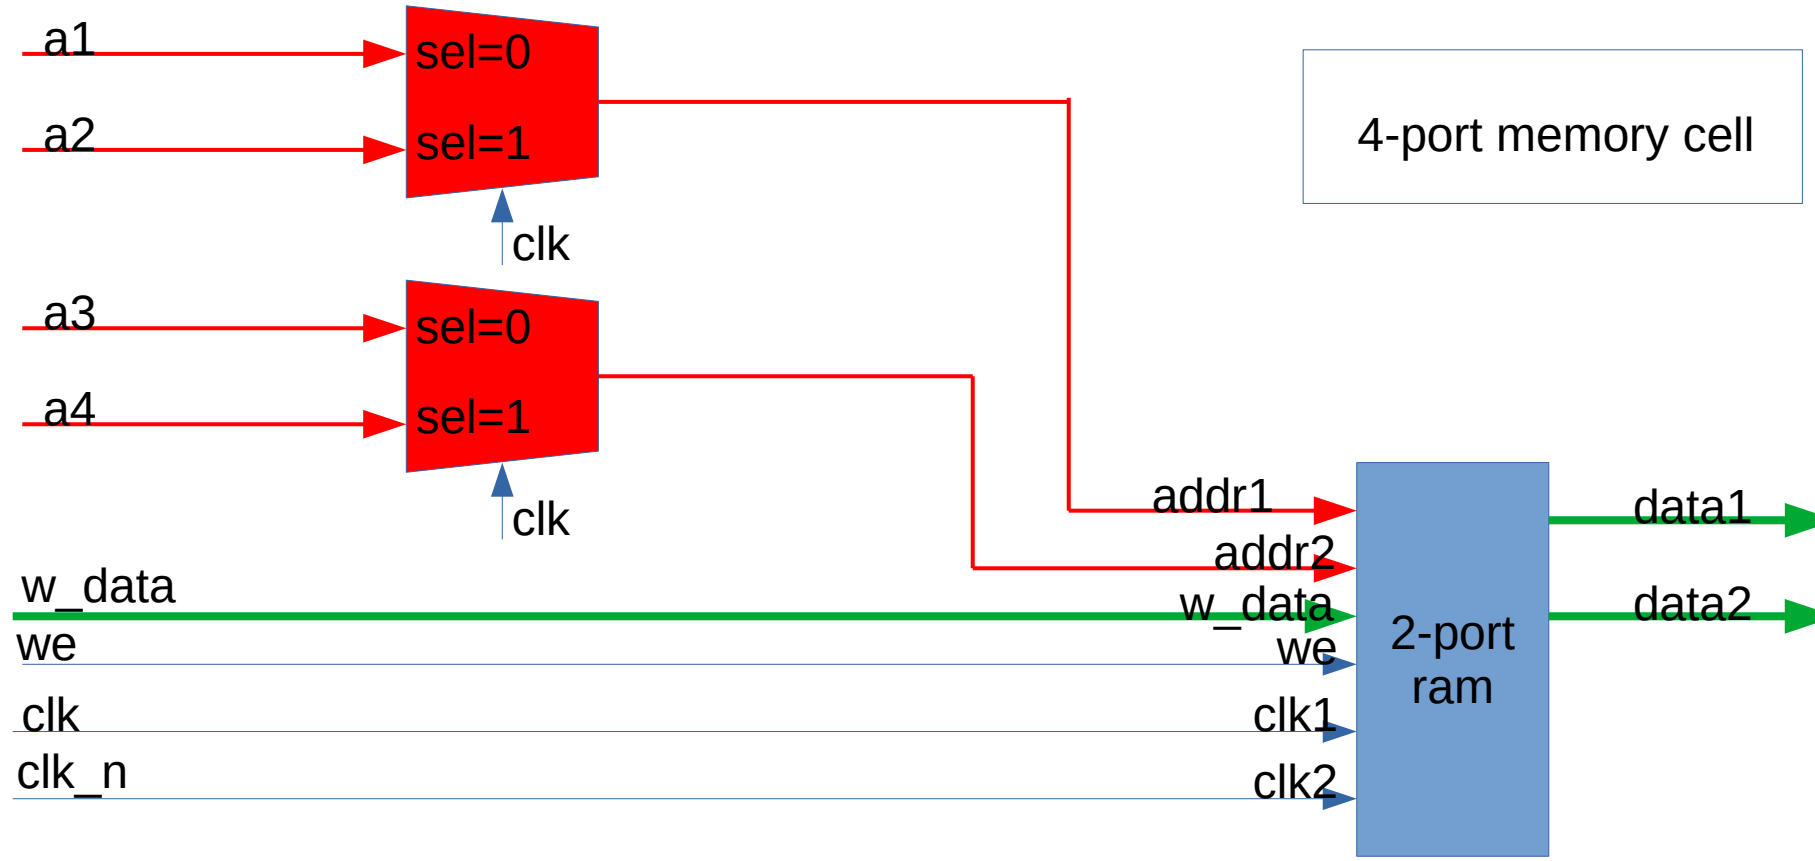 a1
sel=0
a2
sel=1
clk
4-port memory cell
a3
sel=0
a4
sel=1
clk
addr1
data1
addr2
w_data
w_data
data2
we
we
2-port
ram
clk
clk1
clk_n
clk2